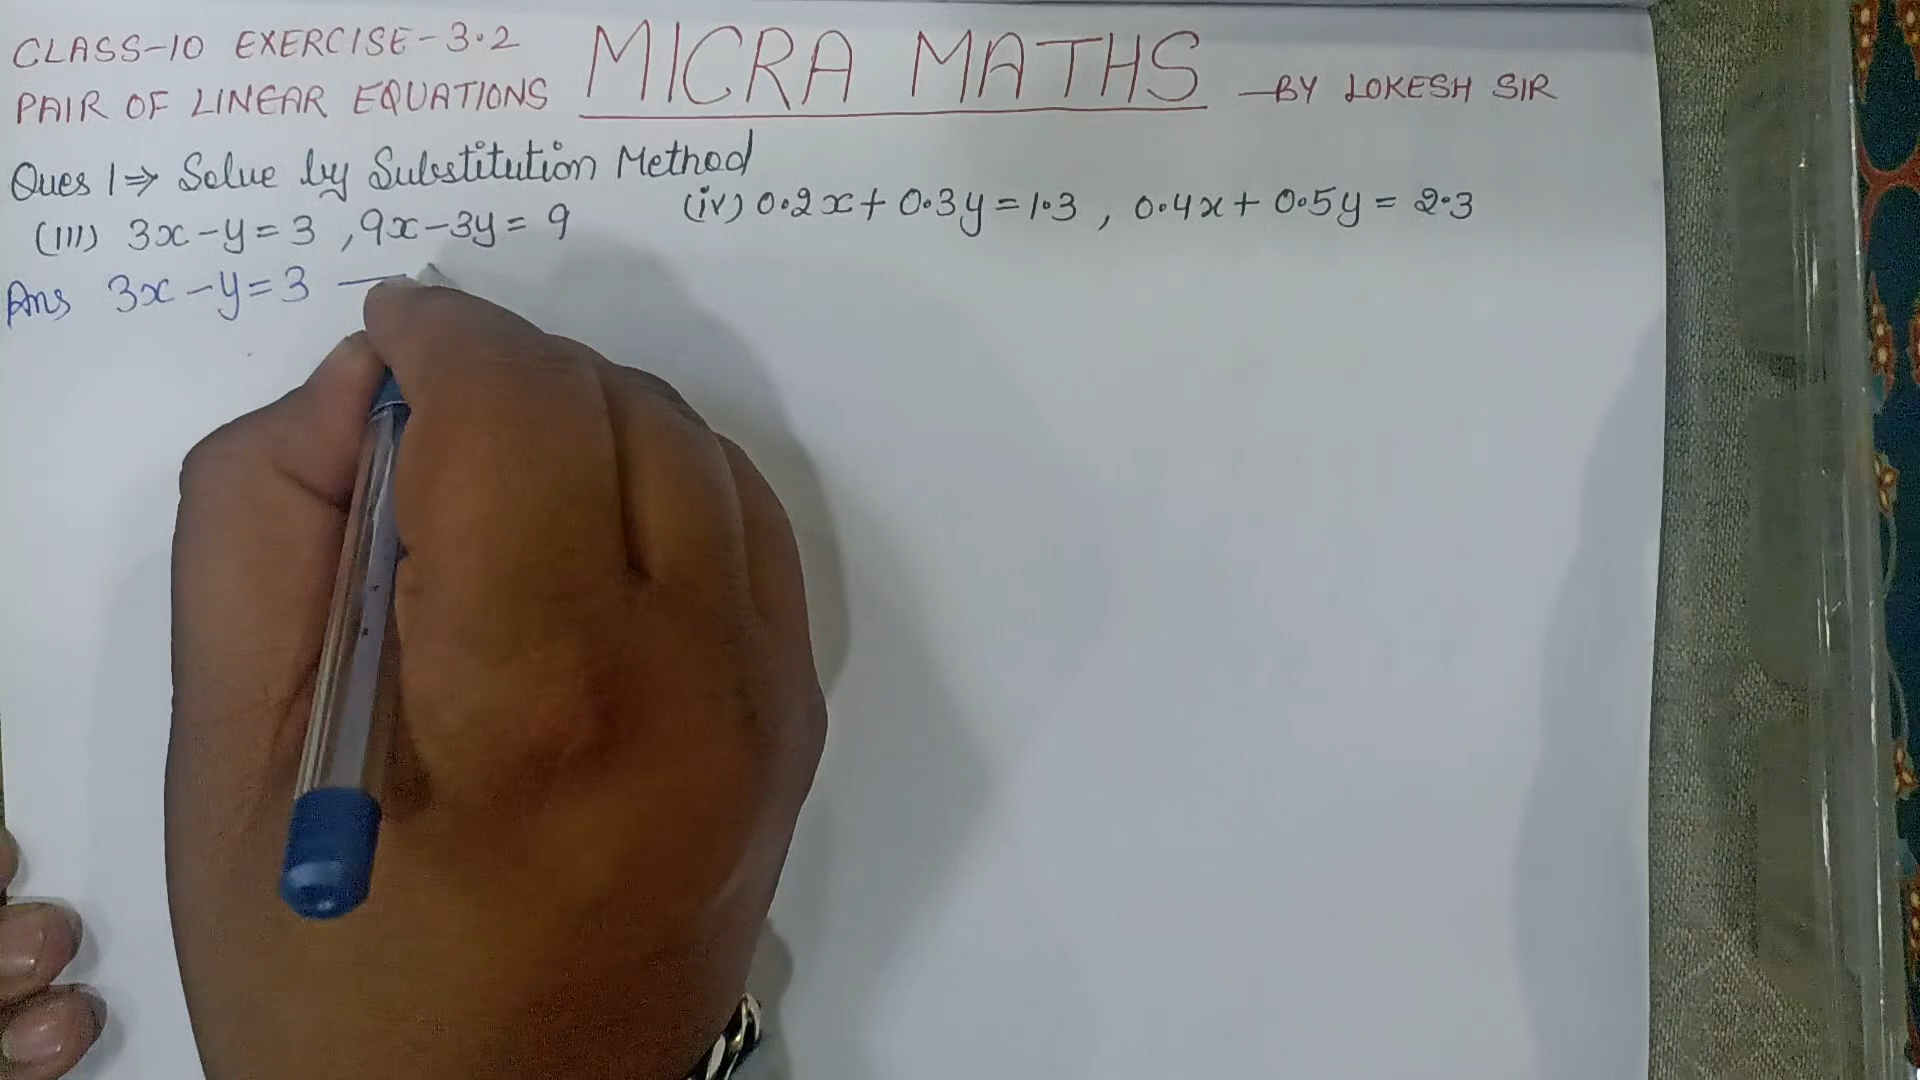 CLASS-10 EXERCISE-3.2
PAIR OF LINEAR EQUATIONS
MICRA MATHS
-BY LOKESH SIR
Ques 1⇒ Solve by Substitution Method
(III) 3x-y=3, 9x-3y=9
(iv) 0.2x+0.3y=1.3, 0.4x+0.5y=2.3
Ans 3x-y=3 —